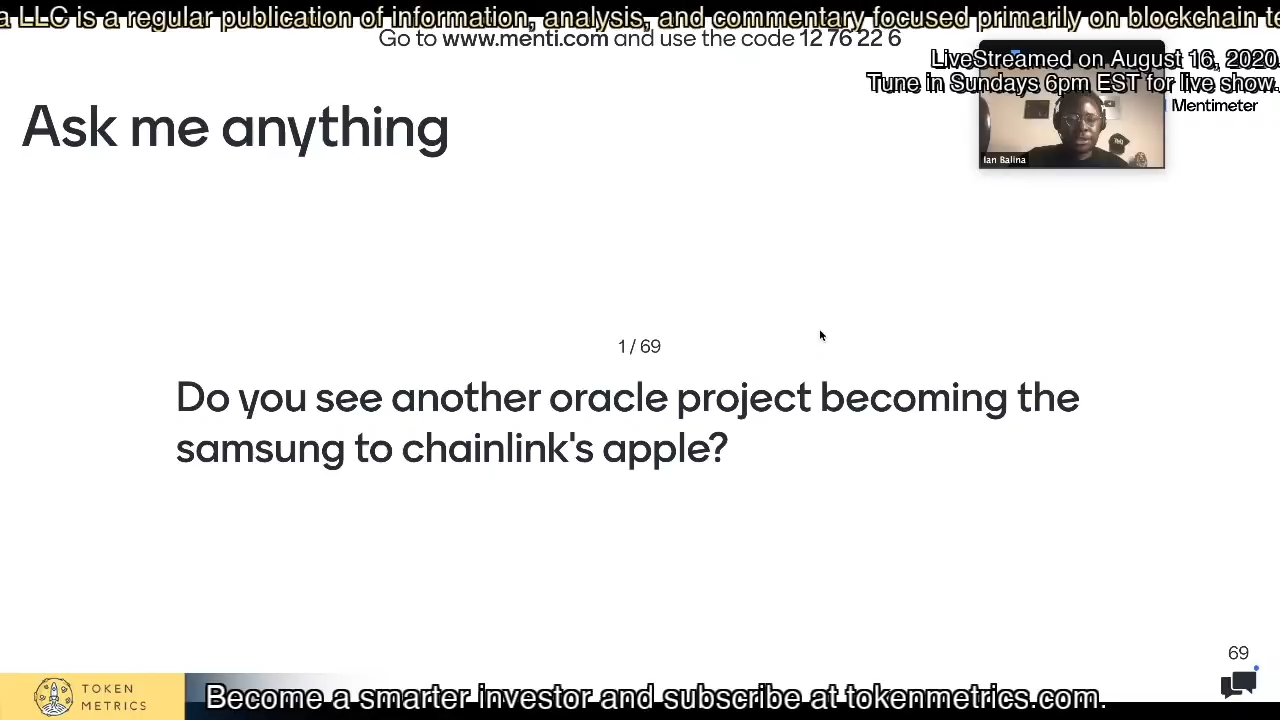 a LLC is a regular publication of information, analysis, and commentary focused primarily on blockchain te
Go to www.menti.com and use the code 12 76 22 6
LiveStreamed on August 16, 2020.
Tune in Sundays 6pm EST for live show.
Mentimeter
Ask me anything
Ian Balina
1 / 69
Do you see another oracle project becoming the
samsung to chainlink's apple?
69
TOKEN
METRICS
Become a smarter investor and subscribe at tokenmetrics.com.